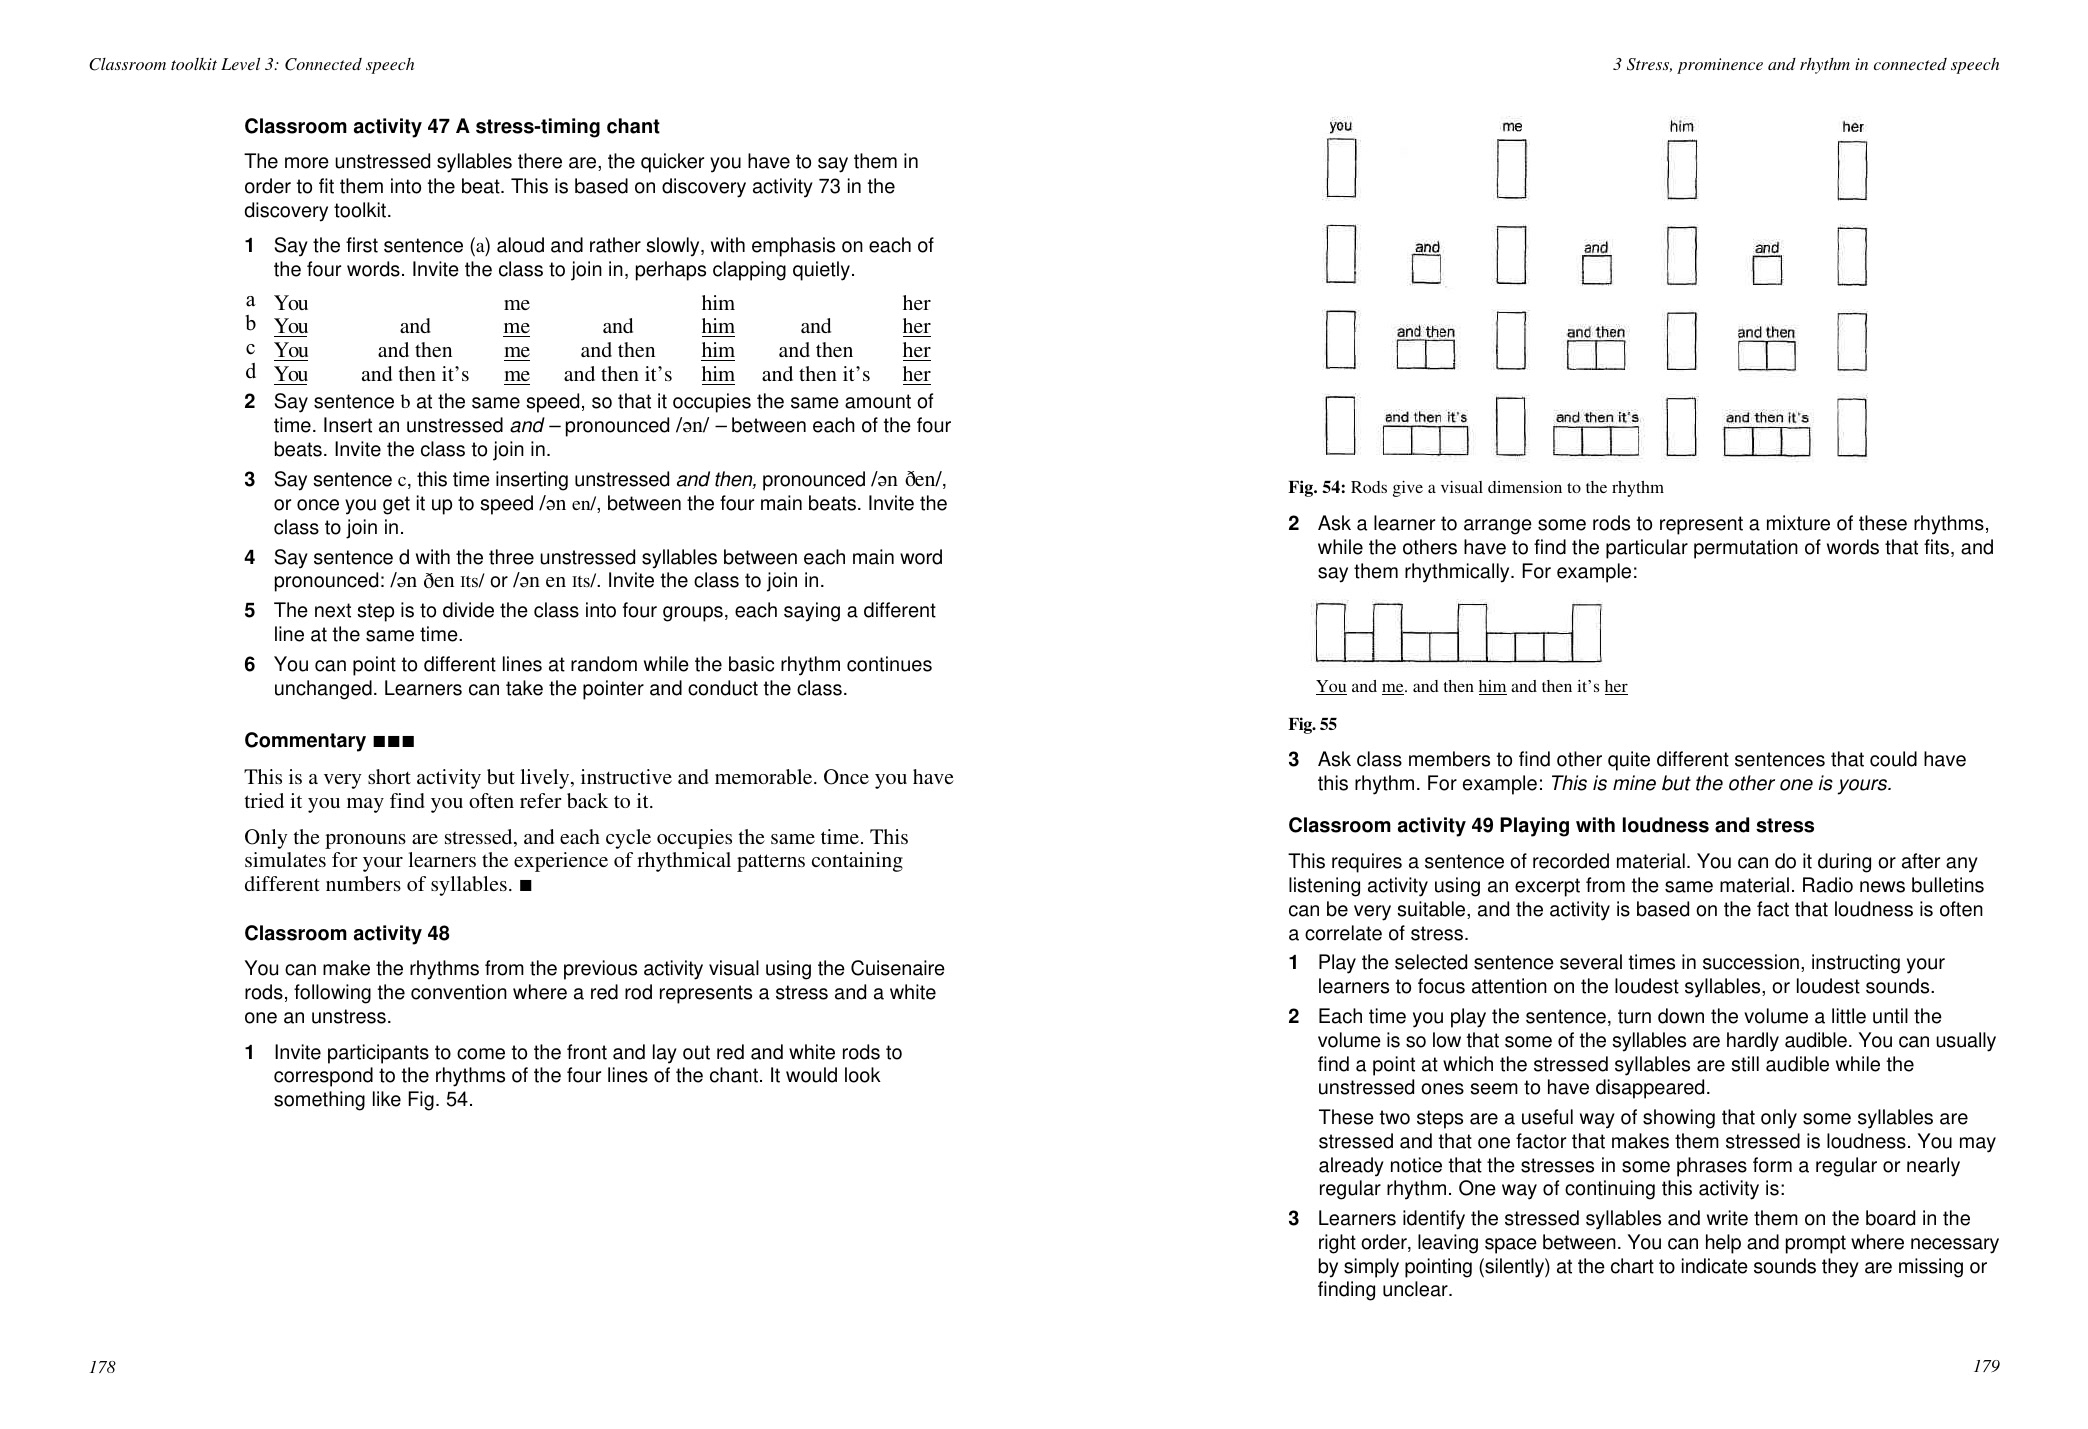 Classroom toolkit Level 3: Connected speech
Classroom activity 47 A stress-timing chant
The more unstressed syllables there are, the quicker you have to say them in
order to fit them into the beat. This is based on discovery activity 73 in the
discovery toolkit.
1 Say the first sentence (a) aloud and rather slowly, with emphasis on each of
the four words. Invite the class to join in, perhaps clapping quietly.
a You me him her
b You and me and him and her
c You and then me and then him and then her
d You and then it's me and then it's him and then it's her
2 Say sentence b at the same speed, so that it occupies the same amount of
time. Insert an unstressed and – pronounced /ən/ – between each of the four
beats. Invite the class to join in.
3 Say sentence c, this time inserting unstressed and then, pronounced /ən ðen/,
or once you get it up to speed /ən en/, between the four main beats. Invite the
class to join in.
4 Say sentence d with the three unstressed syllables between each main word
pronounced: /ən ðen ɪts/ or /ən en ɪts/. Invite the class to join in.
5 The next step is to divide the class into four groups, each saying a different
line at the same time.
6 You can point to different lines at random while the basic rhythm continues
unchanged. Learners can take the pointer and conduct the class.
Commentary ■■■
This is a very short activity but lively, instructive and memorable. Once you have
tried it you may find you often refer back to it.
Only the pronouns are stressed, and each cycle occupies the same time. This
simulates for your learners the experience of rhythmical patterns containing
different numbers of syllables. ■
Classroom activity 48
You can make the rhythms from the previous activity visual using the Cuisenaire
rods, following the convention where a red rod represents a stress and a white
one an unstress.
1 Invite participants to come to the front and lay out red and white rods to
correspond to the rhythms of the four lines of the chant. It would look
something like Fig. 54.
178
3 Stress, prominence and rhythm in connected speech
you me him her
and and and
and then and then and then
and then it's and then it's and then it's
Fig. 54: Rods give a visual dimension to the rhythm
2 Ask a learner to arrange some rods to represent a mixture of these rhythms,
while the others have to find the particular permutation of words that fits, and
say them rhythmically. For example:
You and me. and then him and then it's her
Fig. 55
3 Ask class members to find other quite different sentences that could have
this rhythm. For example: This is mine but the other one is yours.
Classroom activity 49 Playing with loudness and stress
This requires a sentence of recorded material. You can do it during or after any
listening activity using an excerpt from the same material. Radio news bulletins
can be very suitable, and the activity is based on the fact that loudness is often
a correlate of stress.
1 Play the selected sentence several times in succession, instructing your
learners to focus attention on the loudest syllables, or loudest sounds.
2 Each time you play the sentence, turn down the volume a little until the
volume is so low that some of the syllables are hardly audible. You can usually
find a point at which the stressed syllables are still audible while the
unstressed ones seem to have disappeared.
These two steps are a useful way of showing that only some syllables are
stressed and that one factor that makes them stressed is loudness. You may
already notice that the stresses in some phrases form a regular or nearly
regular rhythm. One way of continuing this activity is:
3 Learners identify the stressed syllables and write them on the board in the
right order, leaving space between. You can help and prompt where necessary
by simply pointing (silently) at the chart to indicate sounds they are missing or
finding unclear.
179